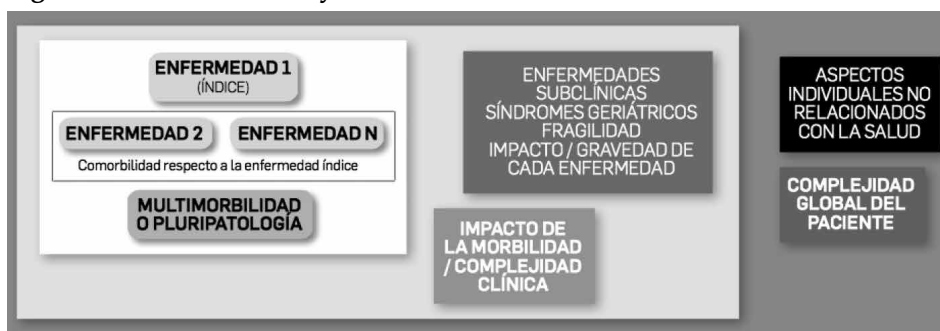 ENFERMEDAD 1
(ÍNDICE)
ENFERMEDAD 2
ENFERMEDAD N
Comorbilidad respecto a la enfermedad índice
MULTIMORBILIDAD
O PLURIPATOLOGÍA
ENFERMEDADES
SUBCLÍNICAS
SÍNDROMES GERIÁTRICOS
FRAGILIDAD
IMPACTO / GRAVEDAD DE
CADA ENFERMEDAD
IMPACTO DE
LA MORBILIDAD
/ COMPLEJIDAD
CLÍNICA
ASPECTOS
INDIVIDUALES NO
RELACIONADOS
CON LA SALUD
COMPLEJIDAD
GLOBAL DEL
PACIENTE